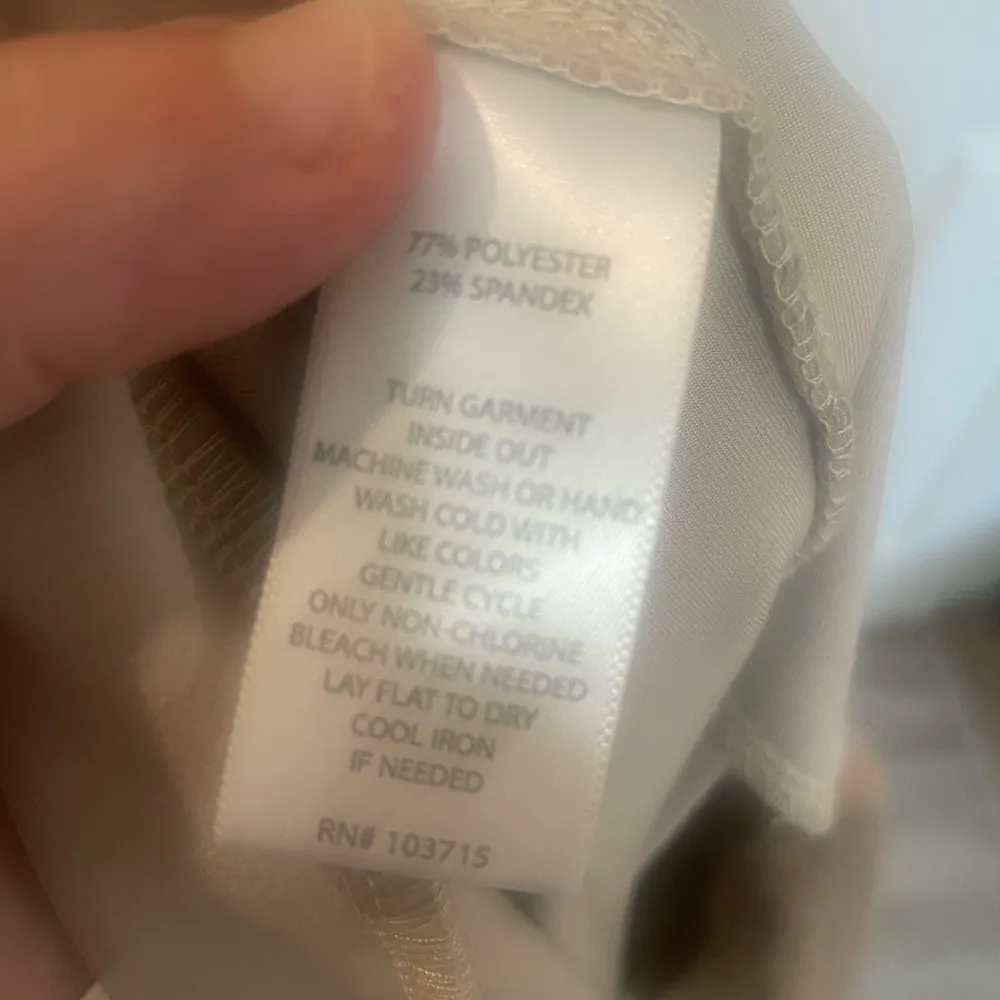 77% POLYESTER
23% SPANDEX
TURN GARMENT
INSIDE OUT
MACHINE WASH OR HAND
WASH COLD WITH
LIKE COLORS
GENTLE CYCLE
ONLY NON-CHLORINE
BLEACH WHEN NEEDED
LAY FLAT TO DRY
COOL IRON
IF NEEDED
RN# 103715